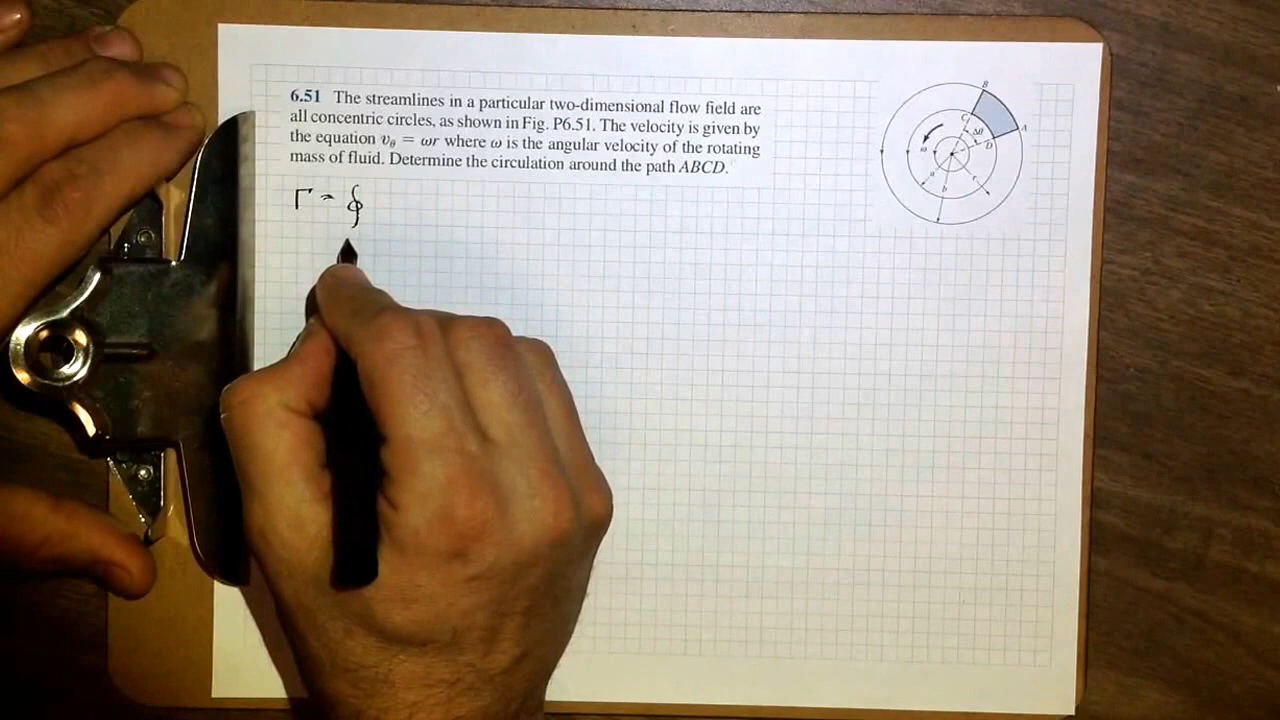 6.51 The streamlines in a particular two-dimensional flow field are
all concentric circles, as shown in Fig. P6.51. The velocity is given by
the equation vθ = ωr where ω is the angular velocity of the rotating
mass of fluid. Determine the circulation around the path ABCD.
Γ = ∮
B
A
C
Δθ
D
ω
a
r
b